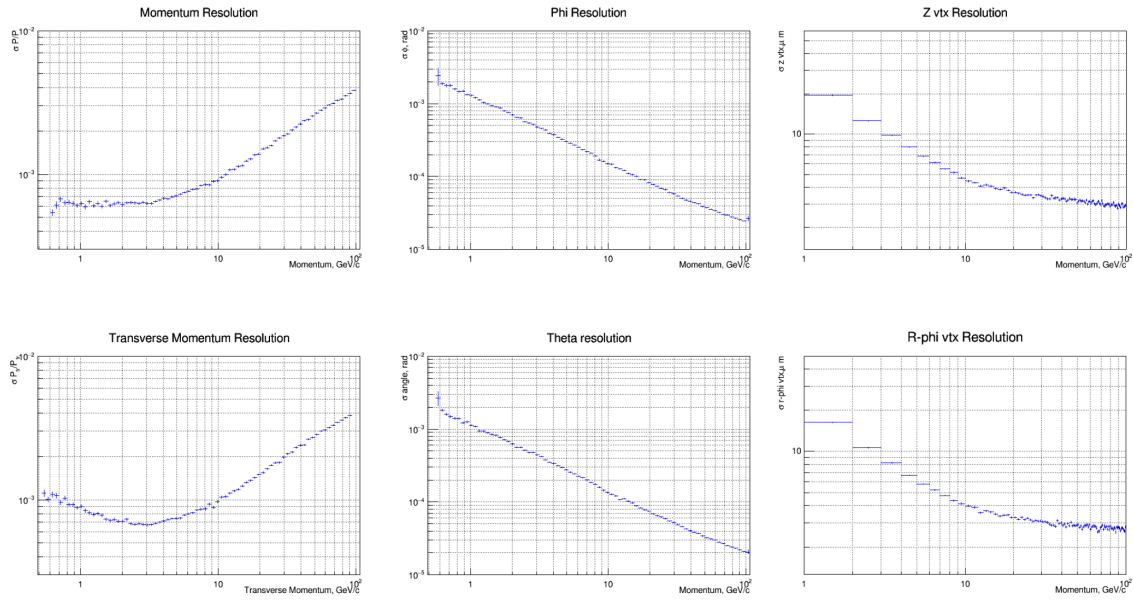 Momentum Resolution
σ P/P
10⁻²
10⁻³
1
10
10²
Momentum, GeV/c
Phi Resolution
σ φ, rad
10⁻²
10⁻³
10⁻⁴
10⁻⁵
1
10
10²
Momentum, GeV/c
Z vtx Resolution
σ z vtx,μ m
10
1
10
10²
Momentum, GeV/c
Transverse Momentum Resolution
10⁻²
10⁻³
1
10
10²
Transverse Momentum, GeV/c
Theta resolution
σ angle, rad
10⁻²
10⁻³
10⁻⁴
10⁻⁵
1
10
10²
Momentum, GeV/c
R-phi vtx Resolution
σ r-phi vtx,μ m
10
1
10
10²
Momentum, GeV/c